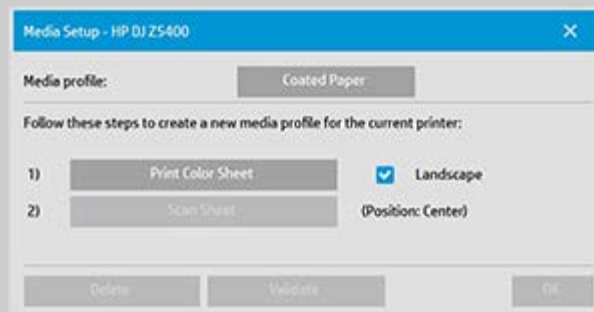 Media Setup - HP DJ Z5400
Media profile: Coated Paper
Follow these steps to create a new media profile for the current printer:
1) Print Color Sheet Landscape
2) Scan Sheet (Position: Center)
Delete Validate OK